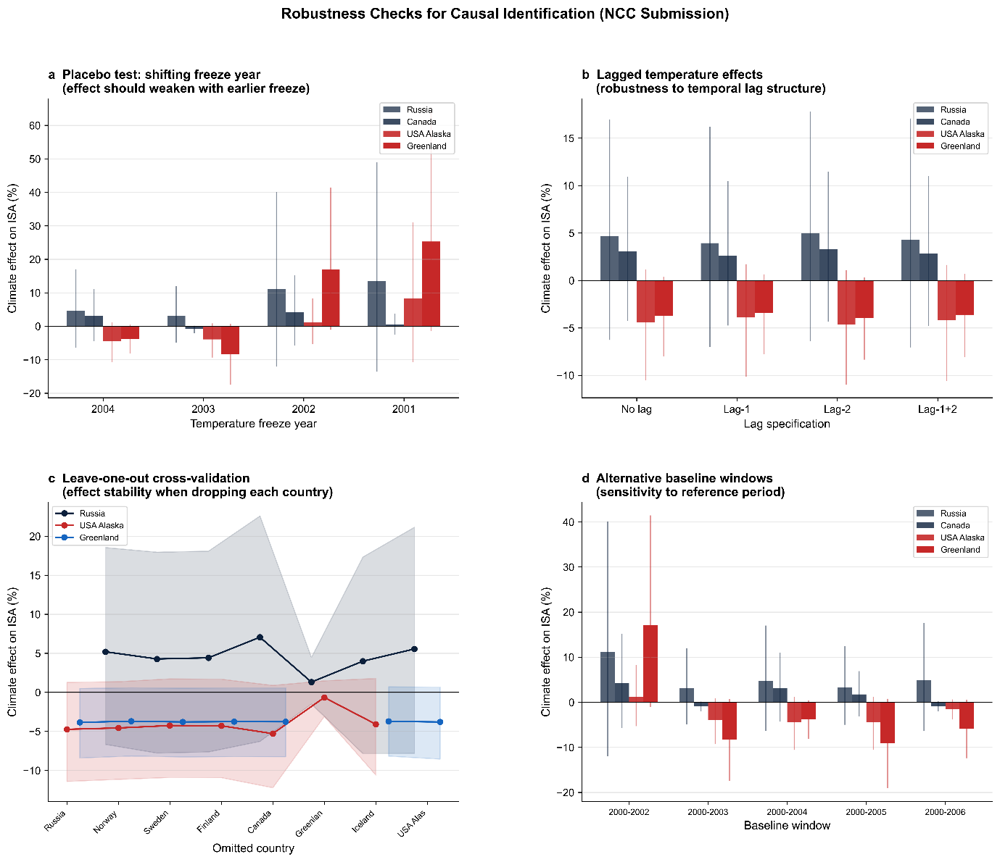 Robustness Checks for Causal Identification (NCC Submission)
a Placebo test: shifting freeze year
(effect should weaken with earlier freeze)
Climate effect on ISA (%)
60
50
40
30
20
10
0
−10
−20
Russia
Canada
USA Alaska
Greenland
2004 2003 2002 2001
Temperature freeze year
b Lagged temperature effects
(robustness to temporal lag structure)
Climate effect on ISA (%)
15
10
5
0
−5
−10
Russia
Canada
USA Alaska
Greenland
No lag Lag-1 Lag-2 Lag-1+2
Lag specification
c Leave-one-out cross-validation
(effect stability when dropping each country)
Climate effect on ISA (%)
20
15
10
5
0
−5
−10
Russia
USA Alaska
Greenland
Russia Norway Sweden Finland Canada Greenlan Iceland USA Alas
Omitted country
d Alternative baseline windows
(sensitivity to reference period)
Climate effect on ISA (%)
40
30
20
10
0
−10
−20
Russia
Canada
USA Alaska
Greenland
2000-2002 2000-2003 2000-2004 2000-2005 2000-2006
Baseline window